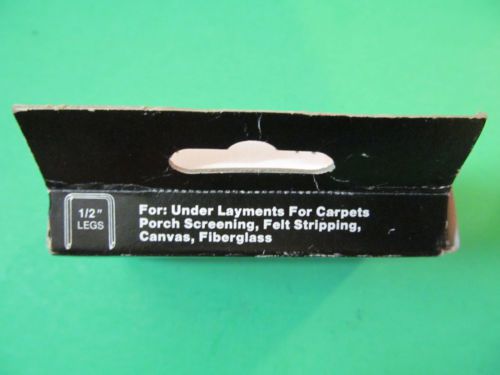 1/2"
LEGS
For: Under Layments For Carpets
Porch Screening, Felt Stripping,
Canvas, Fiberglass